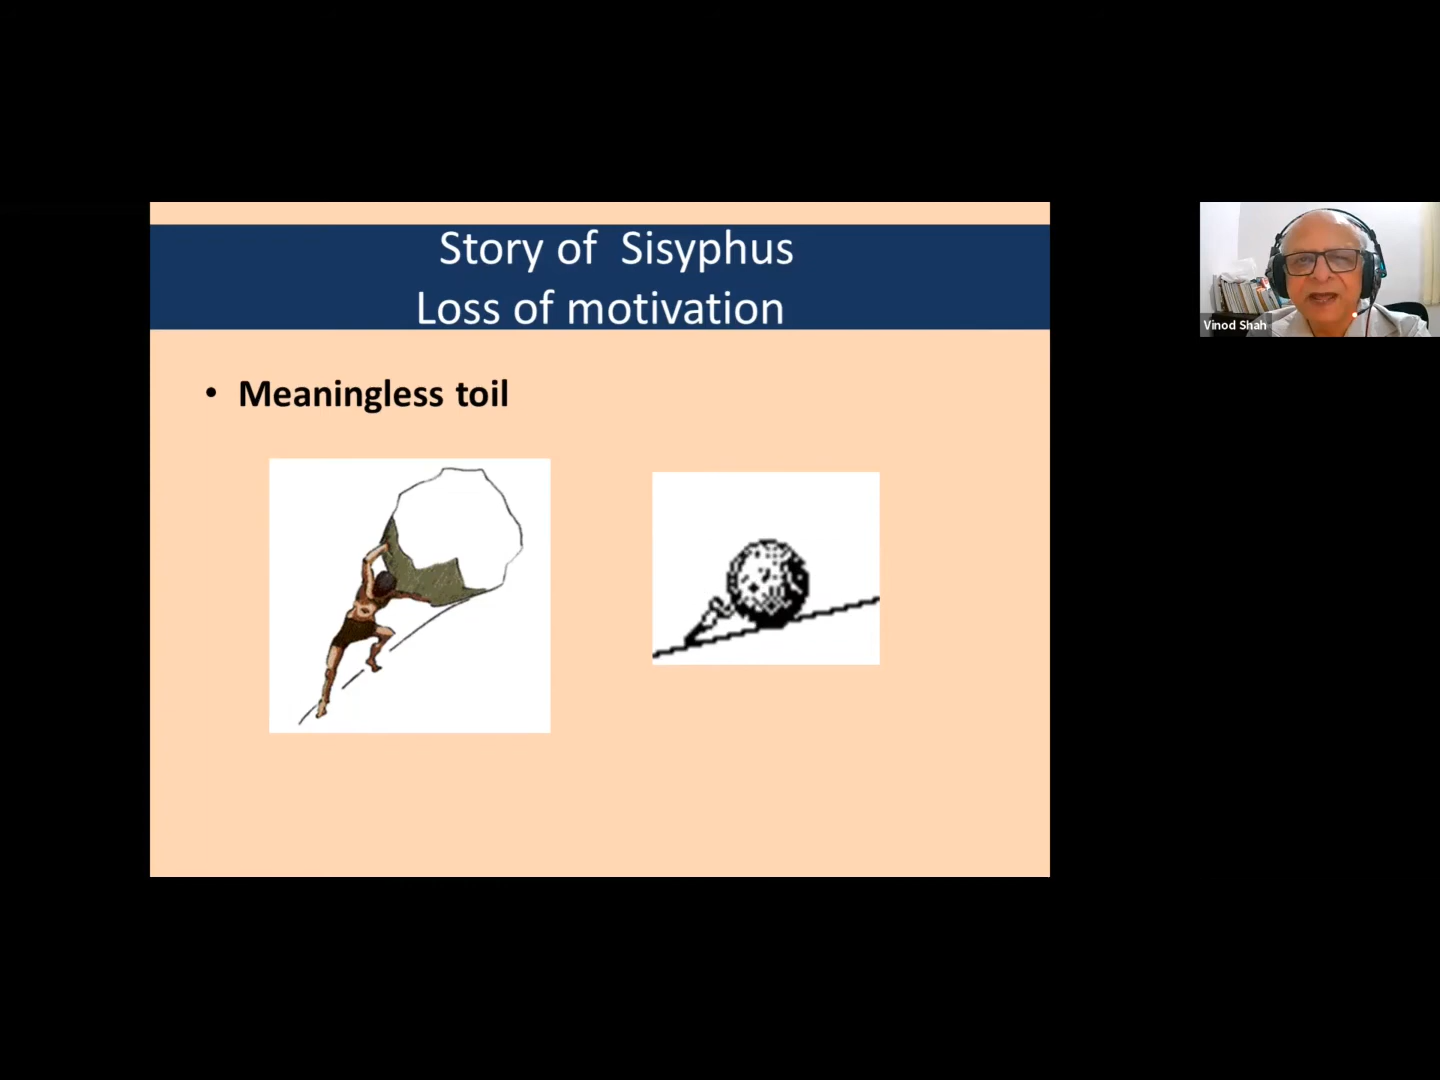 Story of Sisyphus
Loss of motivation
• Meaningless toil
Vinod Shah